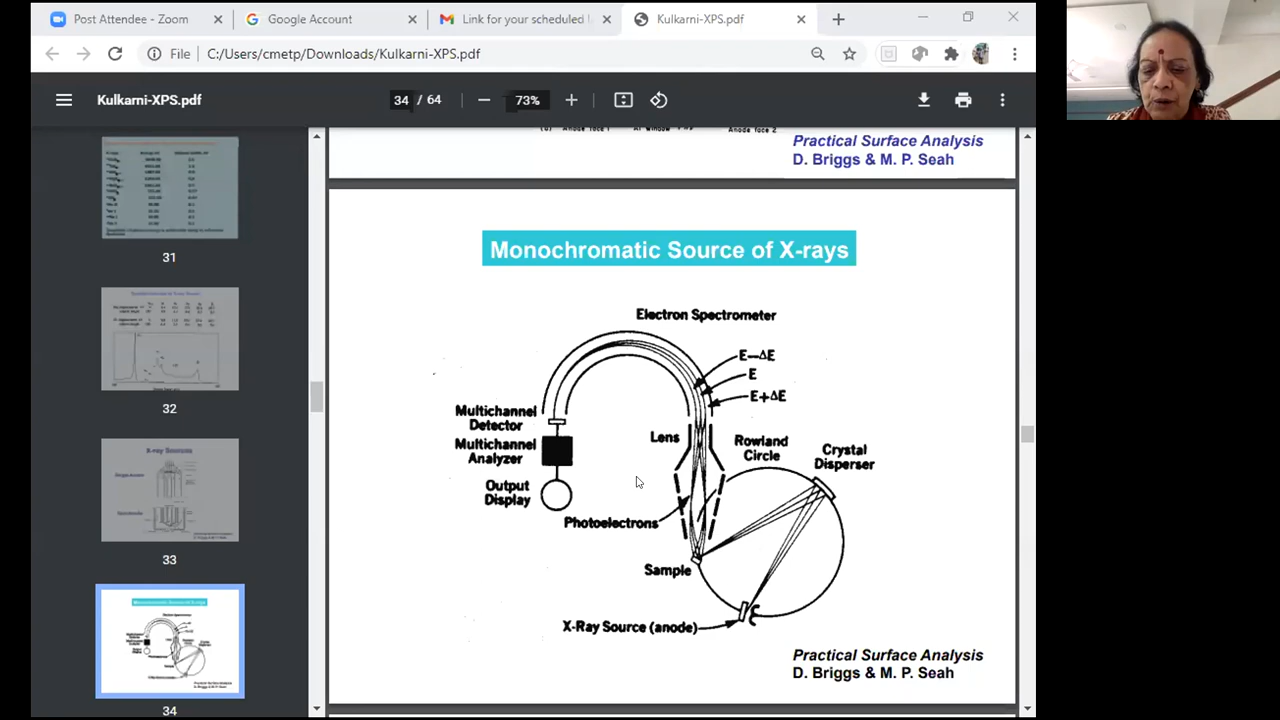 Post Attendee - Zoom
Google Account
Link for your scheduled
Kulkarni-XPS.pdf
File
C:/Users/cmetp/Downloads/Kulkarni-XPS.pdf
Kulkarni-XPS.pdf
34 / 64
73%
31
X-ray Sources
32
33
34
Practical Surface Analysis
D. Briggs & M. P. Seah
Monochromatic Source of X-rays
Electron Spectrometer
E-ΔE
E
E+ΔE
Multichannel
Detector
Multichannel
Analyzer
Output
Display
Lens
Rowland
Circle
Crystal
Disperser
Photoelectrons
Sample
X-Ray Source (anode)
Practical Surface Analysis
D. Briggs & M. P. Seah